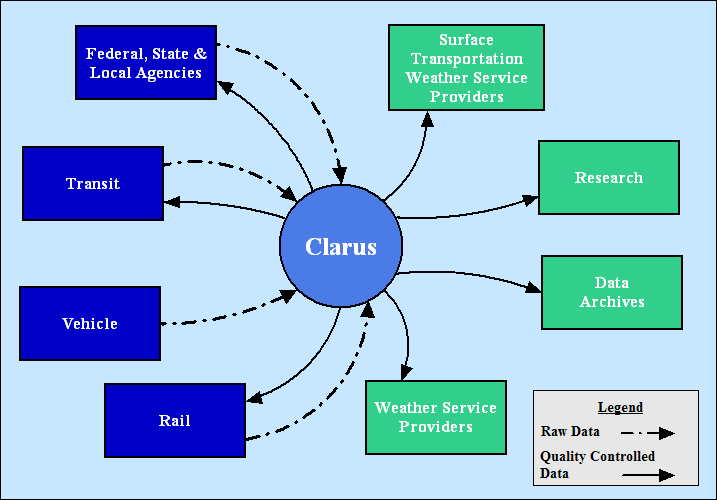 Federal, State &
Local Agencies
Surface
Transportation
Weather Service
Providers
Transit
Research
Clarus
Data
Archives
Vehicle
Rail
Weather Service
Providers
Legend
Raw Data
Quality Controlled
Data